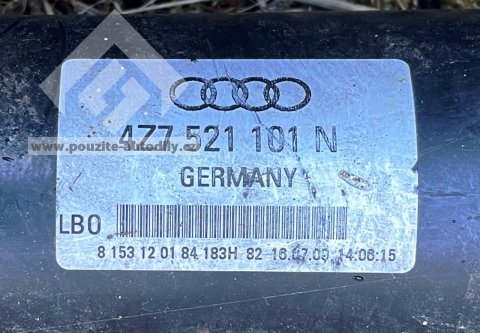 4Z7 521 101 N
www.pouzite-autodily.cz
GERMANY
LBO
8 153 12 01 84 183H 82 16.07.03 14:06:15